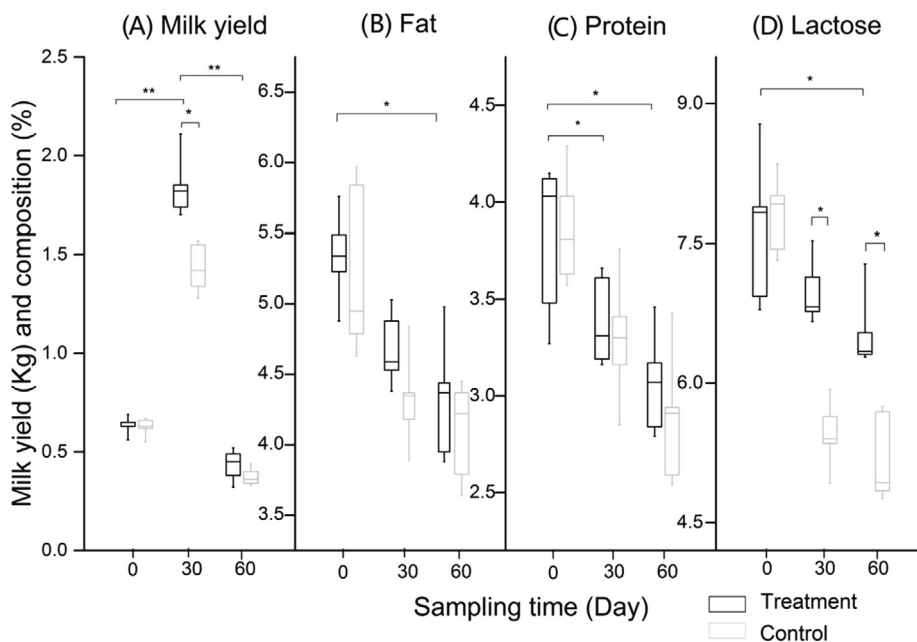 (A) Milk yield
(B) Fat
(C) Protein
(D) Lactose
Milk yield (Kg) and composition (%)
2.5
2.0
1.5
1.0
0.5
0.0
**
**
*
0 30 60
6.5
6.0
5.5
5.0
4.5
4.0
3.5
*
0 30 60
4.5
4.0
3.5
3.0
2.5
*
*
0 30 60
9.0
7.5
6.0
4.5
*
*
*
0 30 60
Sampling time (Day)
Treatment
Control